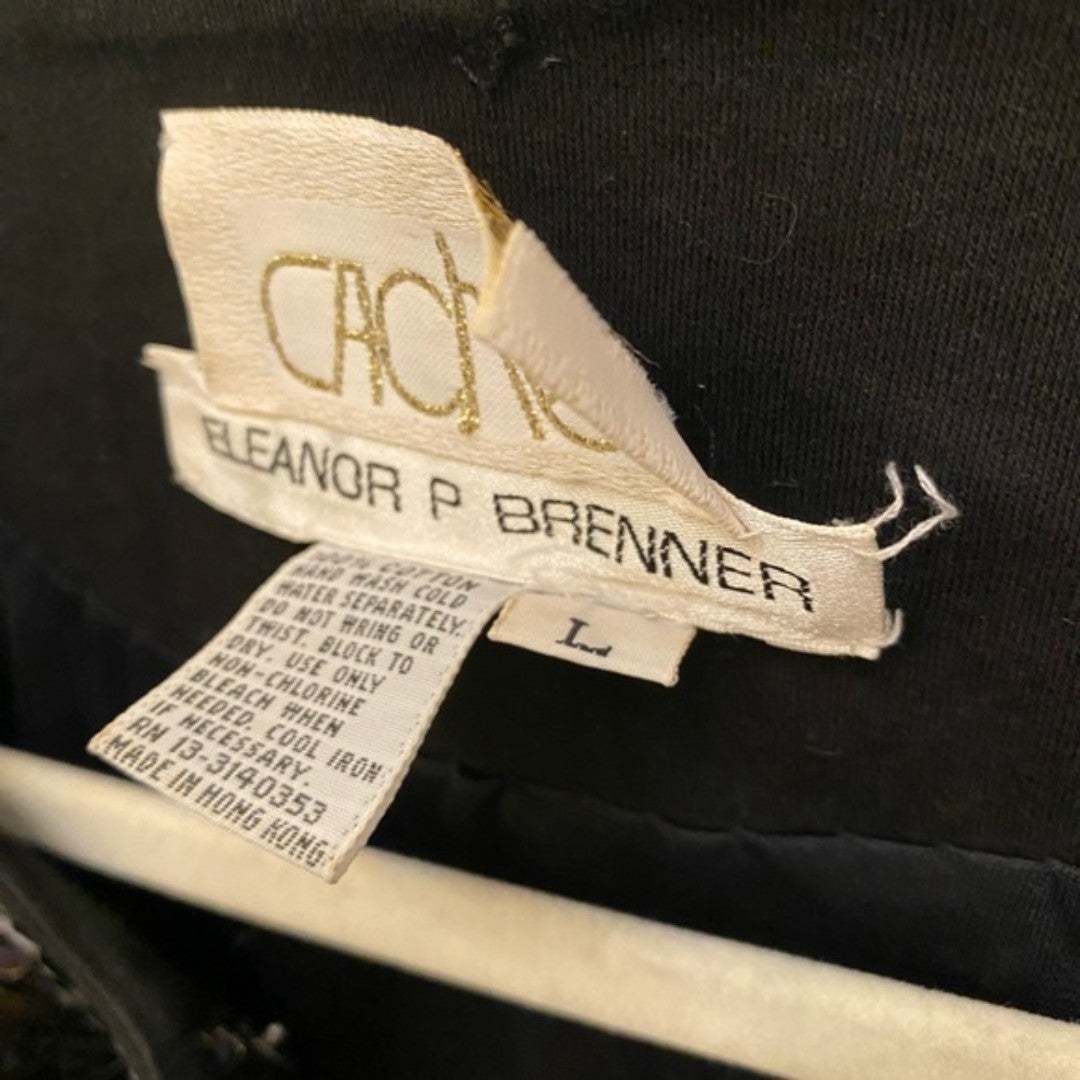 CACH
ELEANOR P BRENNER
L
100% COTTON
HAND WASH COLD
WATER SEPARATELY.
DO NOT WRING OR
TWIST. BLOCK TO
DRY. USE ONLY
NON-CHLORINE
BLEACH WHEN
NEEDED. COOL IRON
IF NECESSARY.
RN 13-3140353
MADE IN HONG KONG.